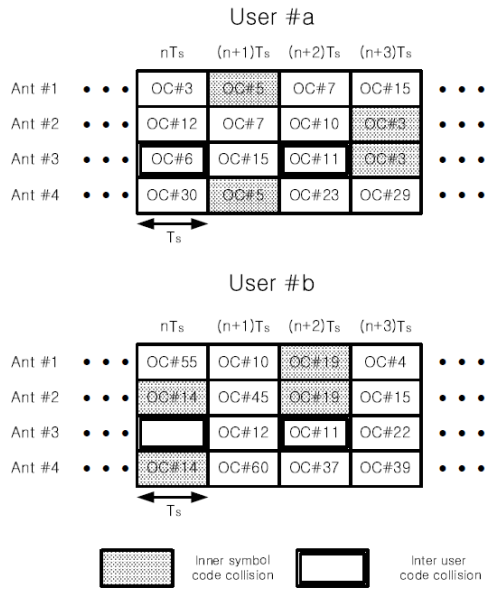 User #a
nTs (n+1)Ts (n+2)Ts (n+3)Ts
Ant #1 • • • OC#3 OC#5 OC#7 OC#15 • • •
Ant #2 • • • OC#12 OC#7 OC#10 OC#3 • • •
Ant #3 • • • OC#6 OC#15 OC#11 OC#3 • • •
Ant #4 • • • OC#30 OC#5 OC#23 OC#29 • • •
Ts
User #b
nTs (n+1)Ts (n+2)Ts (n+3)Ts
Ant #1 • • • OC#55 OC#10 OC#19 OC#4 • • •
Ant #2 • • • OC#14 OC#45 OC#19 OC#15 • • •
Ant #3 • • • OC#12 OC#11 OC#22 • • •
Ant #4 • • • OC#14 OC#60 OC#37 OC#39 • • •
Ts
Inner symbol
code collision
Inter user
code collision